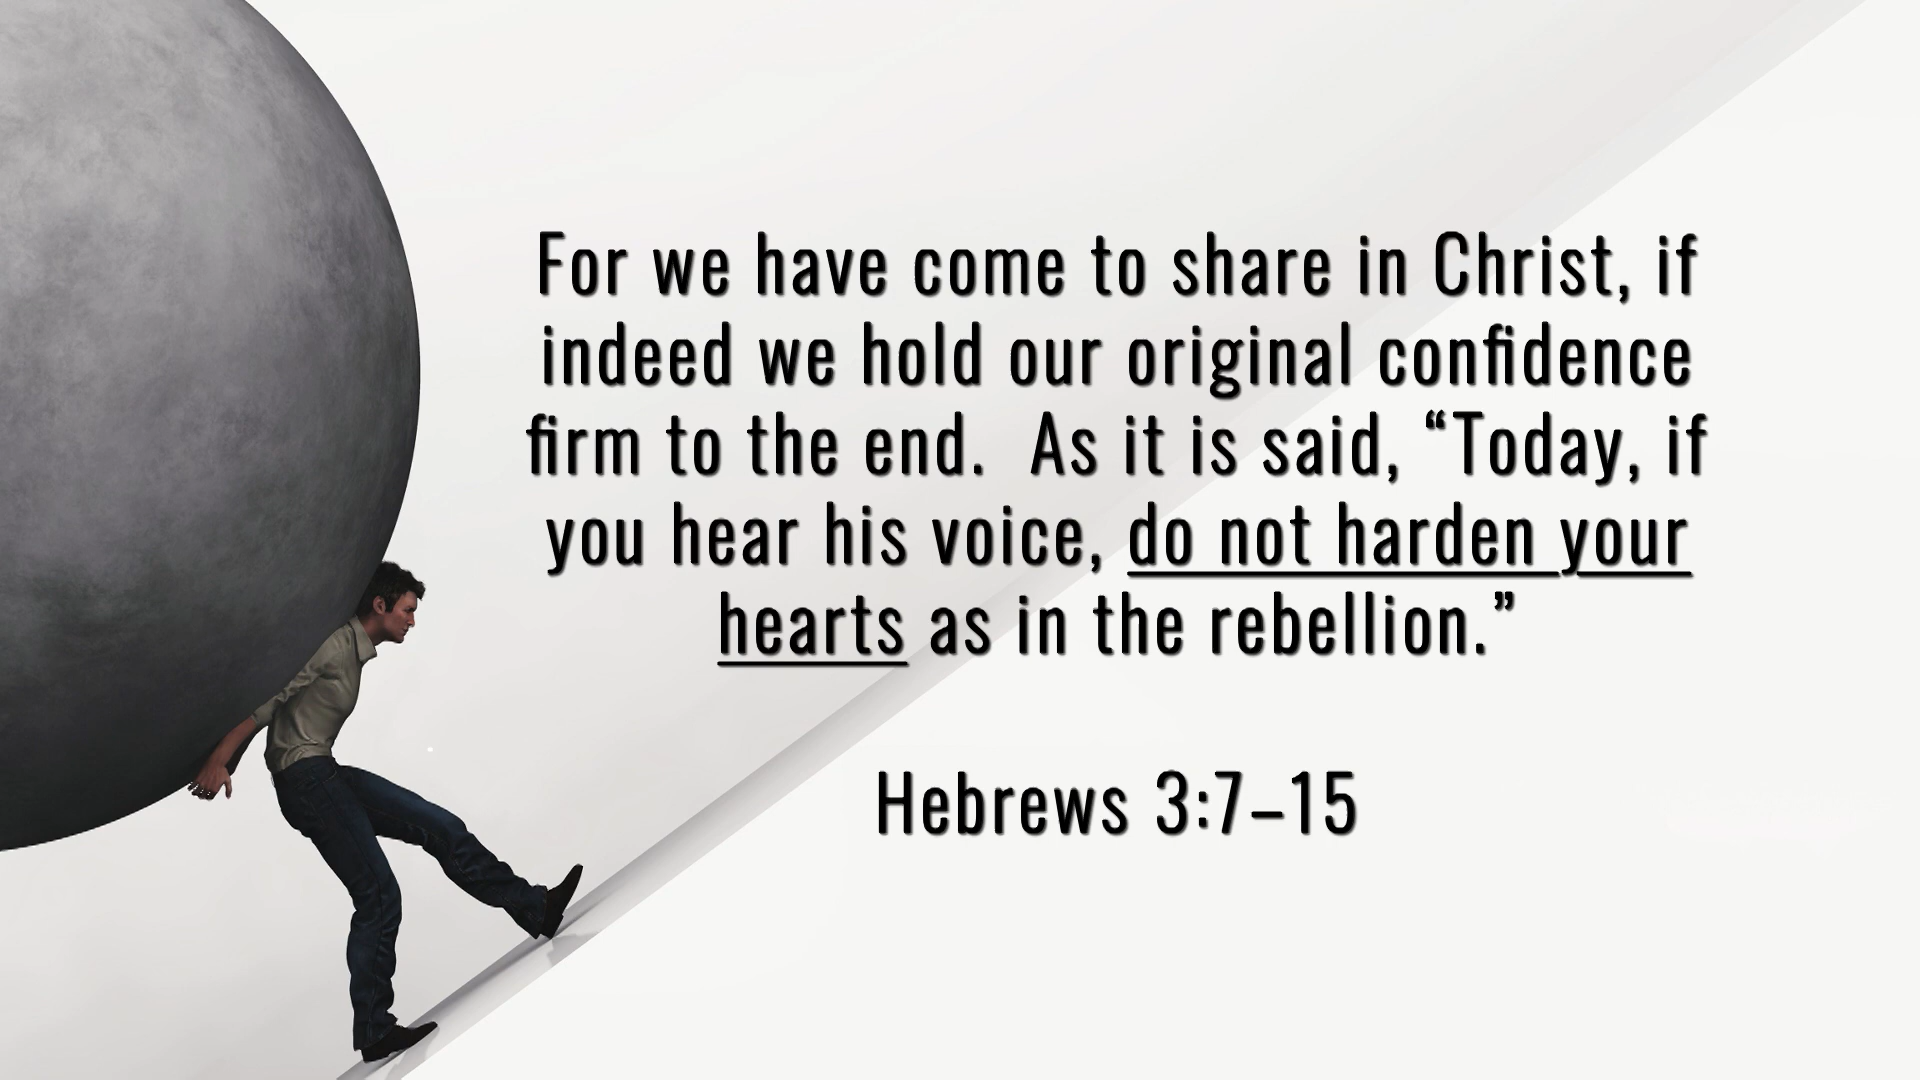 For we have come to share in Christ, if
indeed we hold our original confidence
firm to the end.  As it is said, “Today, if
you hear his voice, do not harden your
hearts as in the rebellion.”
Hebrews 3:7–15